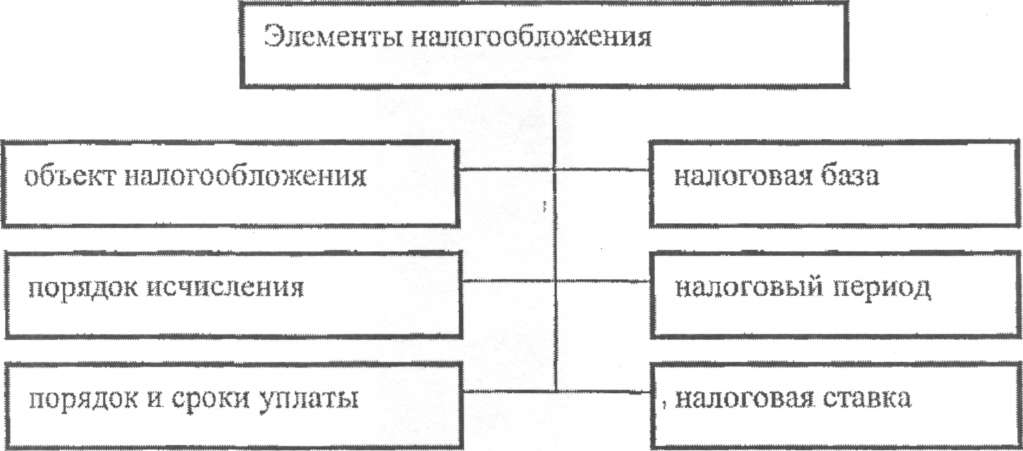 Элементы налогообложения
объект налогообложения
налоговая база
порядок исчисления
налоговый период
порядок и сроки уплаты
, налоговая ставка